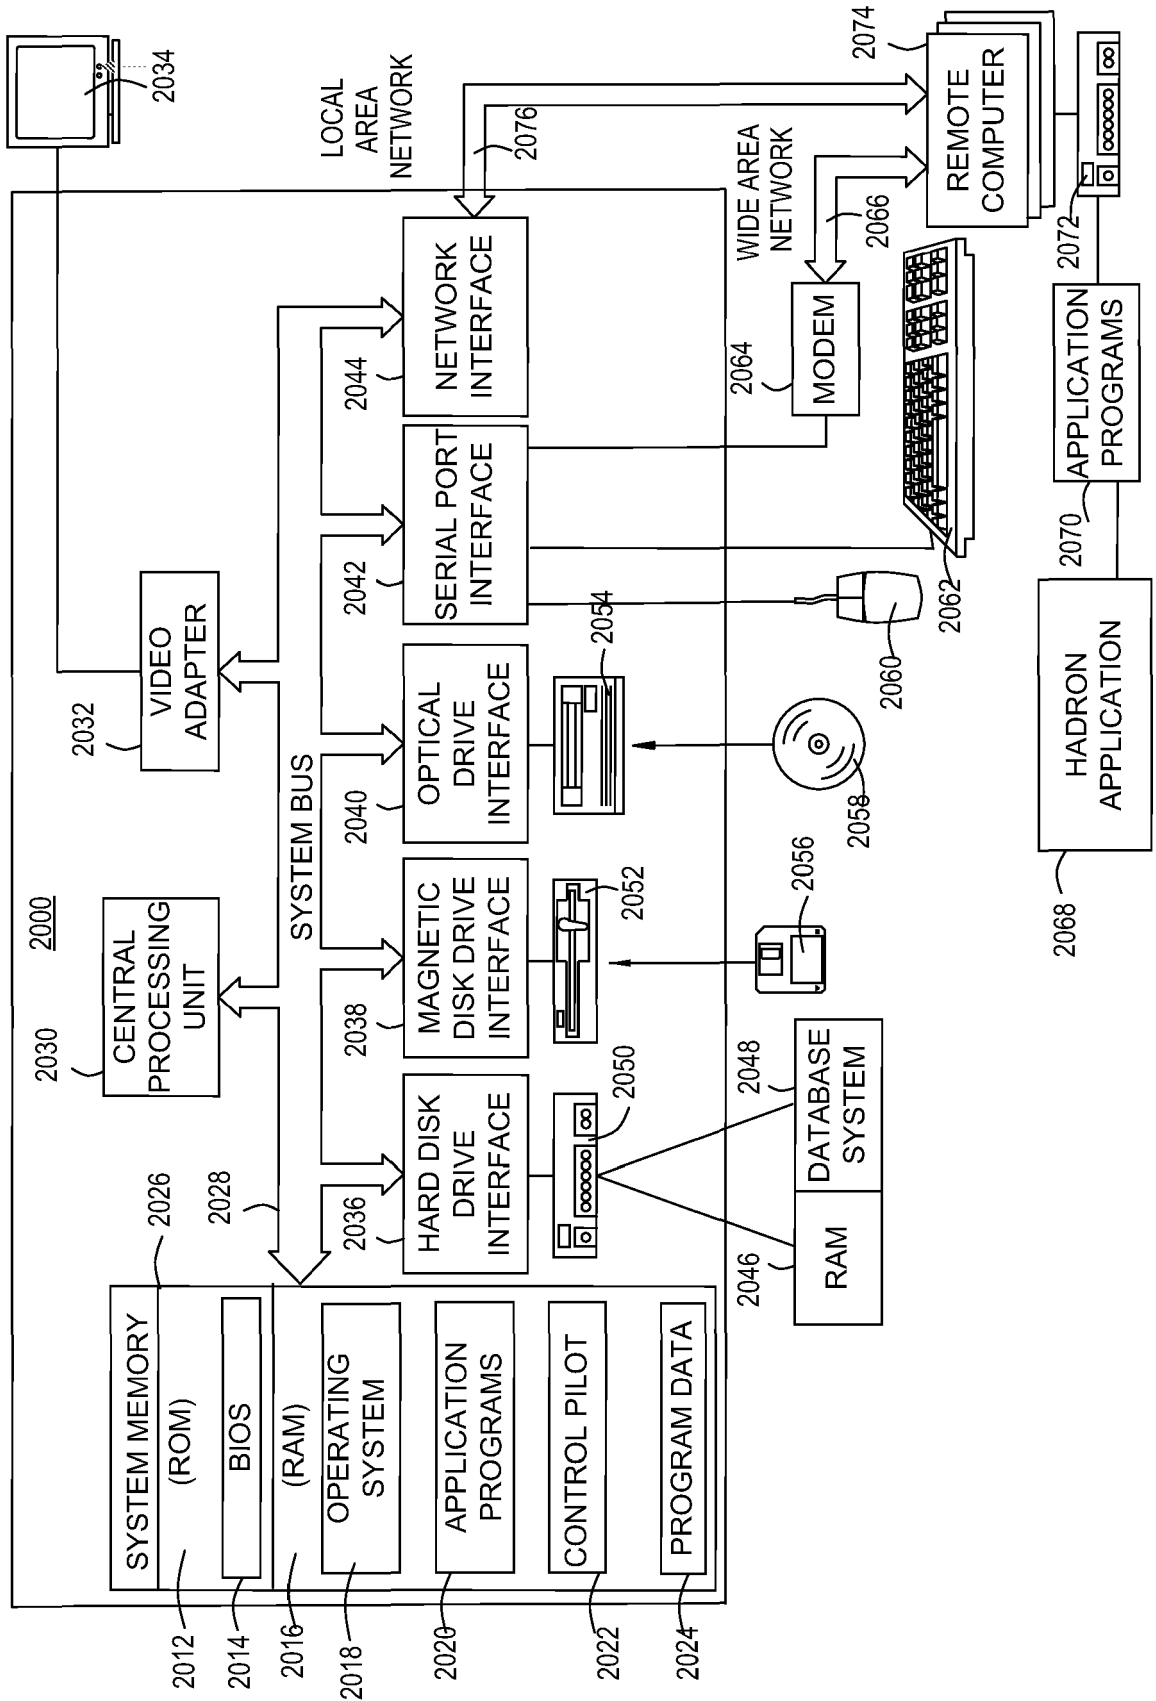 2000
SYSTEM MEMORY
2026
(ROM)
2012
BIOS
2014
(RAM)
2016
OPERATING
SYSTEM
2018
APPLICATION
PROGRAMS
2020
CONTROL PILOT
2022
PROGRAM DATA
2024
2028
2030
CENTRAL
PROCESSING
UNIT
SYSTEM BUS
2032
VIDEO
ADAPTER
2034
2036
HARD DISK
DRIVE
INTERFACE
2038
MAGNETIC
DISK DRIVE
INTERFACE
2040
OPTICAL
DRIVE
INTERFACE
2042
SERIAL PORT
INTERFACE
2044
NETWORK
INTERFACE
LOCAL
AREA
NETWORK
2076
2050
2052
2054
2046
RAM
2048
DATABASE
SYSTEM
2056
2058
2060
2062
2064
MODEM
WIDE AREA
NETWORK
2066
2074
REMOTE
COMPUTER
2072
2068
HADRON
APPLICATION
2070
APPLICATION
PROGRAMS